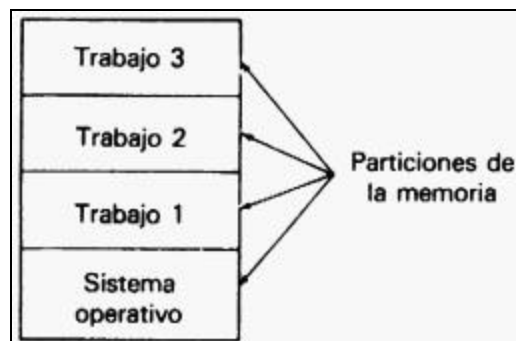 Trabajo 3
Trabajo 2
Trabajo 1
Sistema
operativo
Particiones de
la memoria